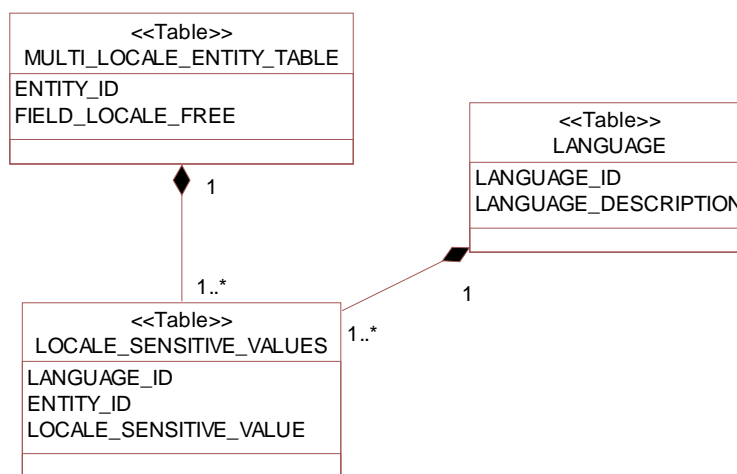 <<Table>>
MULTI_LOCALE_ENTITY_TABLE
ENTITY_ID
FIELD_LOCALE_FREE
1
1..*
<<Table>>
LANGUAGE
LANGUAGE_ID
LANGUAGE_DESCRIPTION
1
1..*
<<Table>>
LOCALE_SENSITIVE_VALUES
LANGUAGE_ID
ENTITY_ID
LOCALE_SENSITIVE_VALUE